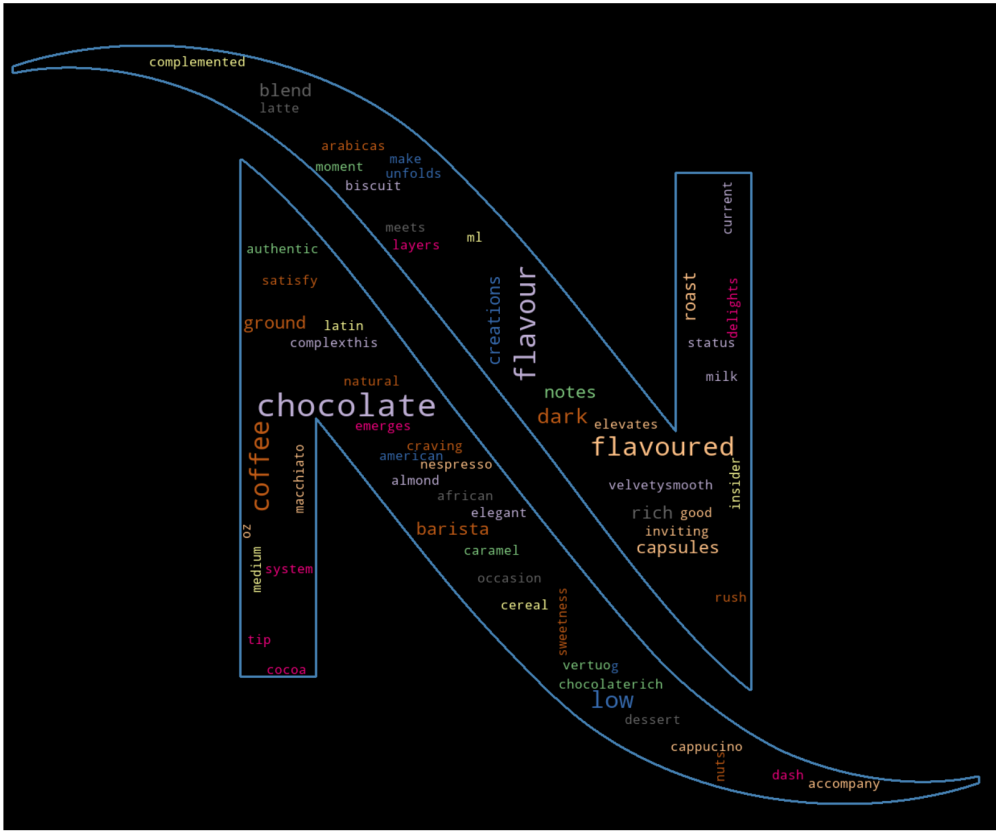 complemented
blend
latte
arabicas
make
moment
unfolds
biscuit
current
meets
ml
layers
authentic
satisfy
creations
flavour
roast
delights
ground
latin
complexthis
status
natural
milk
notes
chocolate
dark
elevates
emerges
flavoured
craving
american
nespresso
coffee
macchiato
almond
velvetysmooth
insider
african
elegant
rich
good
barista
inviting
oz
capsules
caramel
medium
system
occasion
rush
cereal
sweetness
tip
vertuo
g
cocoa
chocolaterich
low
dessert
cappucino
nuts
dash
accompany